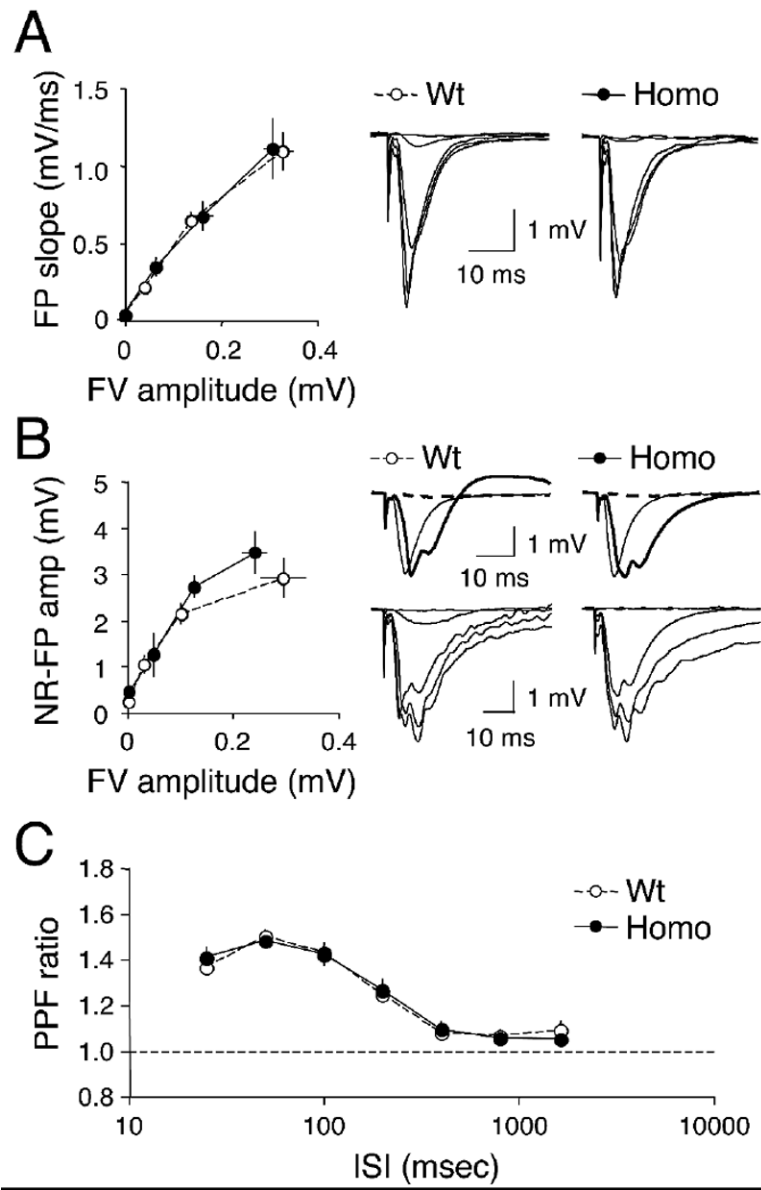 A
FP slope (mV/ms)
1.5
1.0
0.5
0
0 0.2 0.4
FV amplitude (mV)
Wt Homo
1 mV
10 ms
B
NR-FP amp (mV)
5
4
3
2
1
0
0 0.2 0.4
FV amplitude (mV)
Wt Homo
1 mV
10 ms
1 mV
10 ms
C
PPF ratio
1.8
1.6
1.4
1.2
1.0
0.8
10 100 1000 10000
ISI (msec)
Wt
Homo